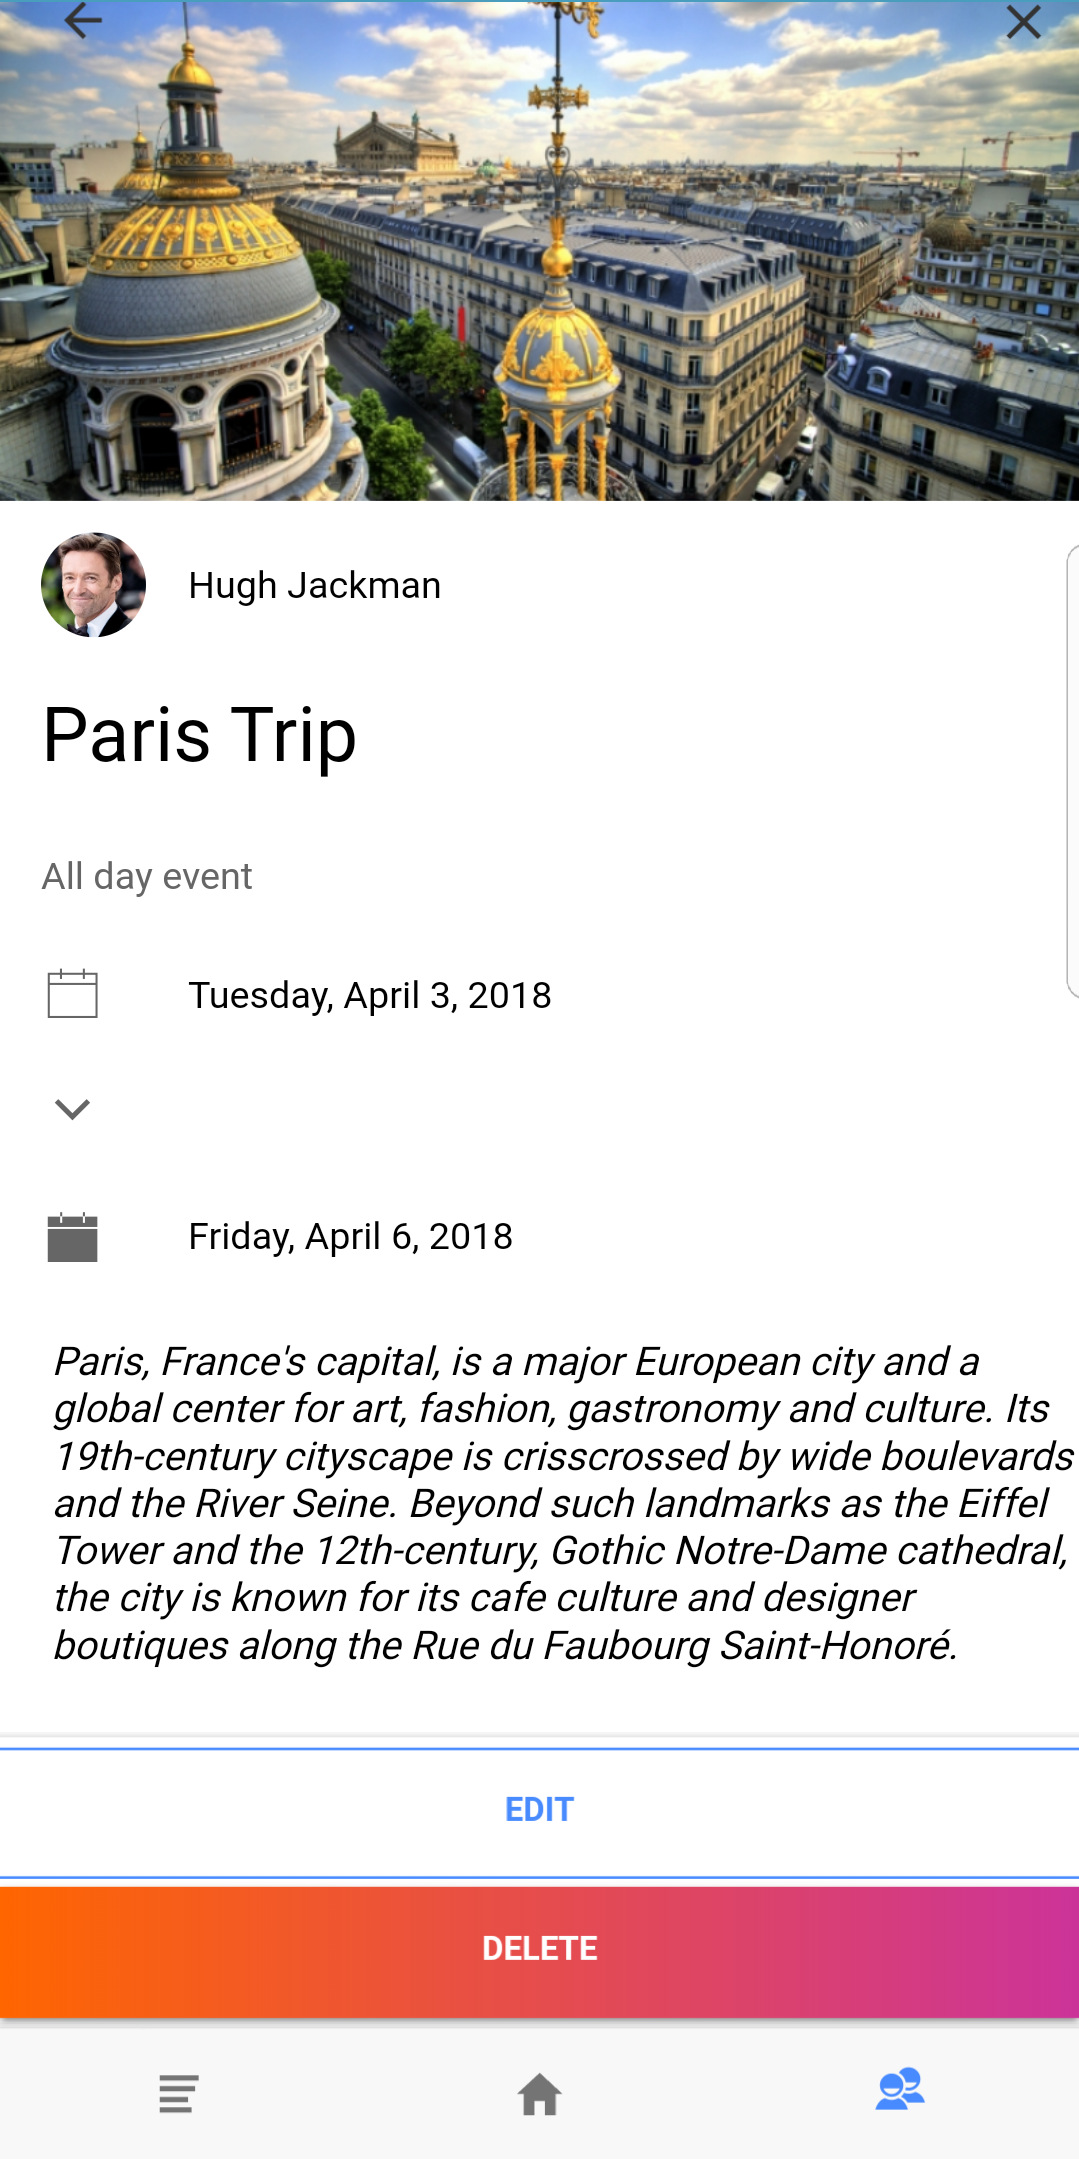 Hugh Jackman
Paris Trip
All day event
Tuesday, April 3, 2018
Friday, April 6, 2018
Paris, France's capital, is a major European city and a
global center for art, fashion, gastronomy and culture. Its
19th-century cityscape is crisscrossed by wide boulevards
and the River Seine. Beyond such landmarks as the Eiffel
Tower and the 12th-century, Gothic Notre-Dame cathedral,
the city is known for its cafe culture and designer
boutiques along the Rue du Faubourg Saint-Honoré.
EDIT
DELETE